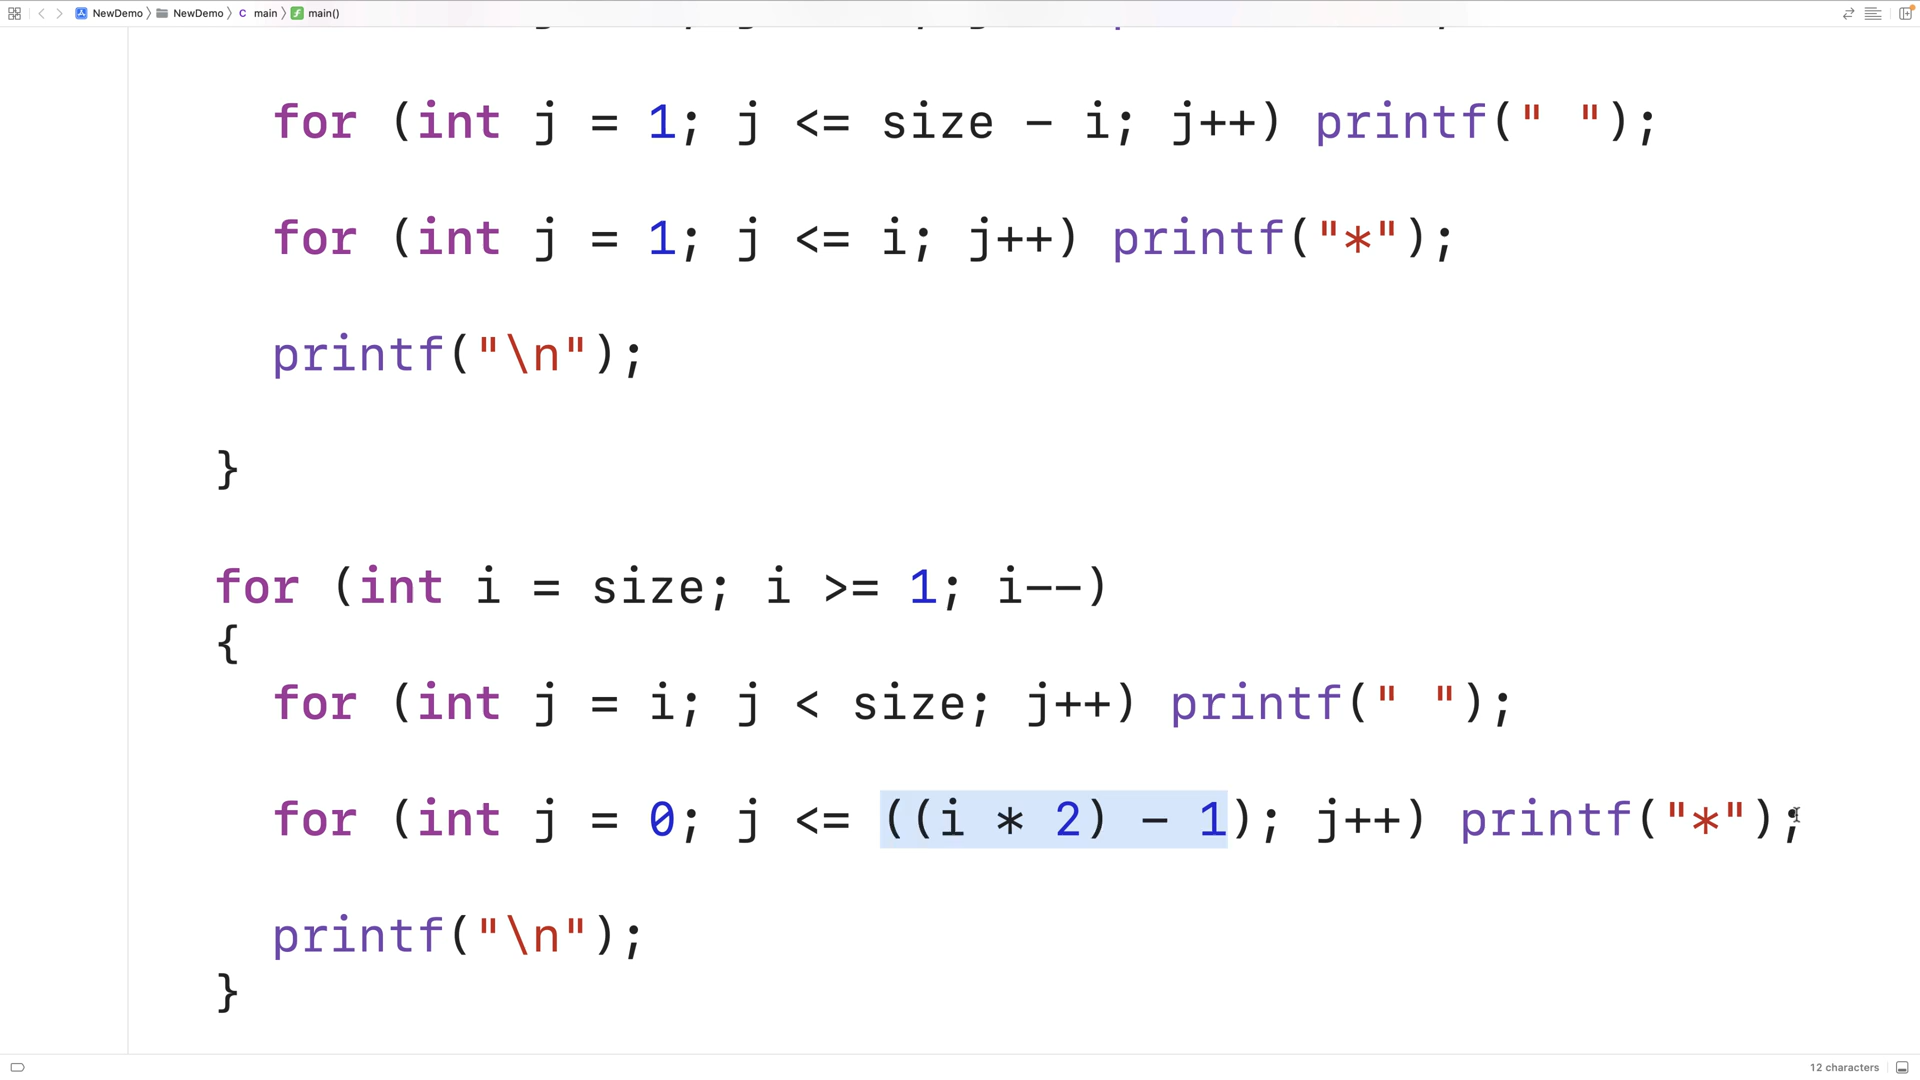 NewDemo NewDemo main main()
for (int j = 1; j <= size - i; j++) printf(" ");
for (int j = 1; j <= i; j++) printf("*");
printf("\n");
}
for (int i = size; i >= 1; i--)
{
for (int j = i; j < size; j++) printf(" ");
for (int j = 0; j <= ((i * 2) - 1); j++) printf("*");
printf("\n");
}
12 characters